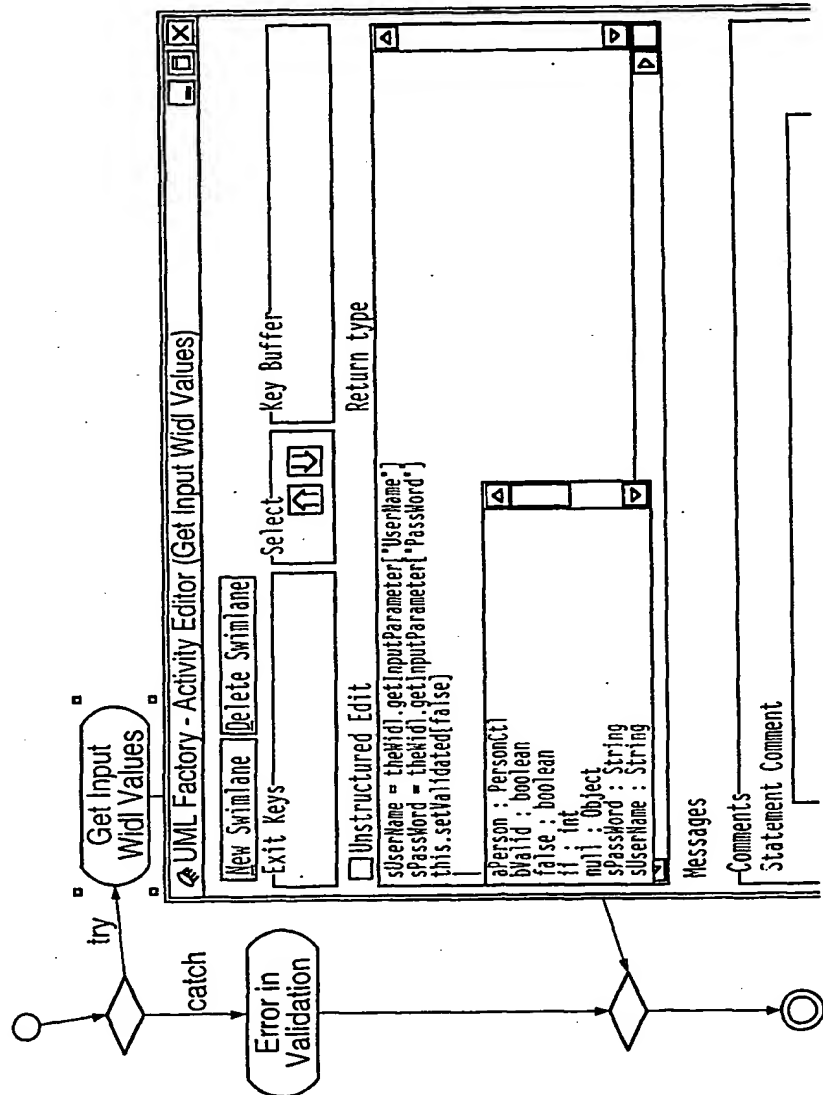 try
Get Input
Widl Values
catch
Error in
Validation
UML Factory - Activity Editor (Get Input Widl Values)
New Swimlane
Delete Swimlane
Exit Keys
Select
Key Buffer
Unstructured Edit
Return type
sUserName = theWidl.getInputParameter["UserName"]
sPassWord = theWidl.getInputParameter["PassWord"]
this.setValidated[false]
aPerson : PersonCtl
bValid : boolean
false : boolean
ii : int
null : Object
sPassWord : String
sUserName : String
Messages
Comments
Statement Comment